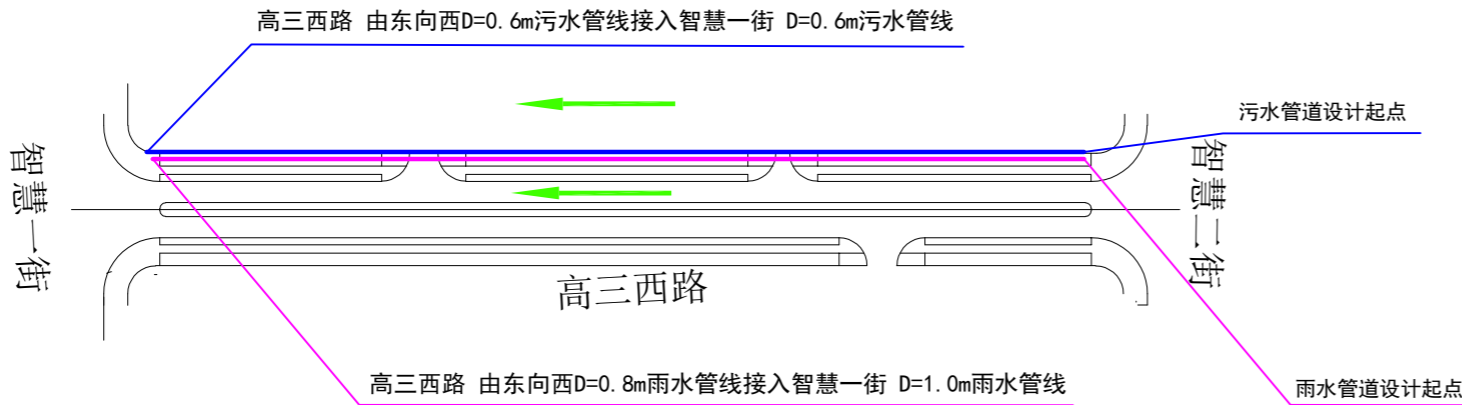 高三西路 由东向西D=0.6m污水管线接入智慧一街 D=0.6m污水管线
污水管道设计起点
智慧一街
智慧二街
高三西路
高三西路 由东向西D=0.8m雨水管线接入智慧一街 D=1.0m雨水管线
雨水管道设计起点